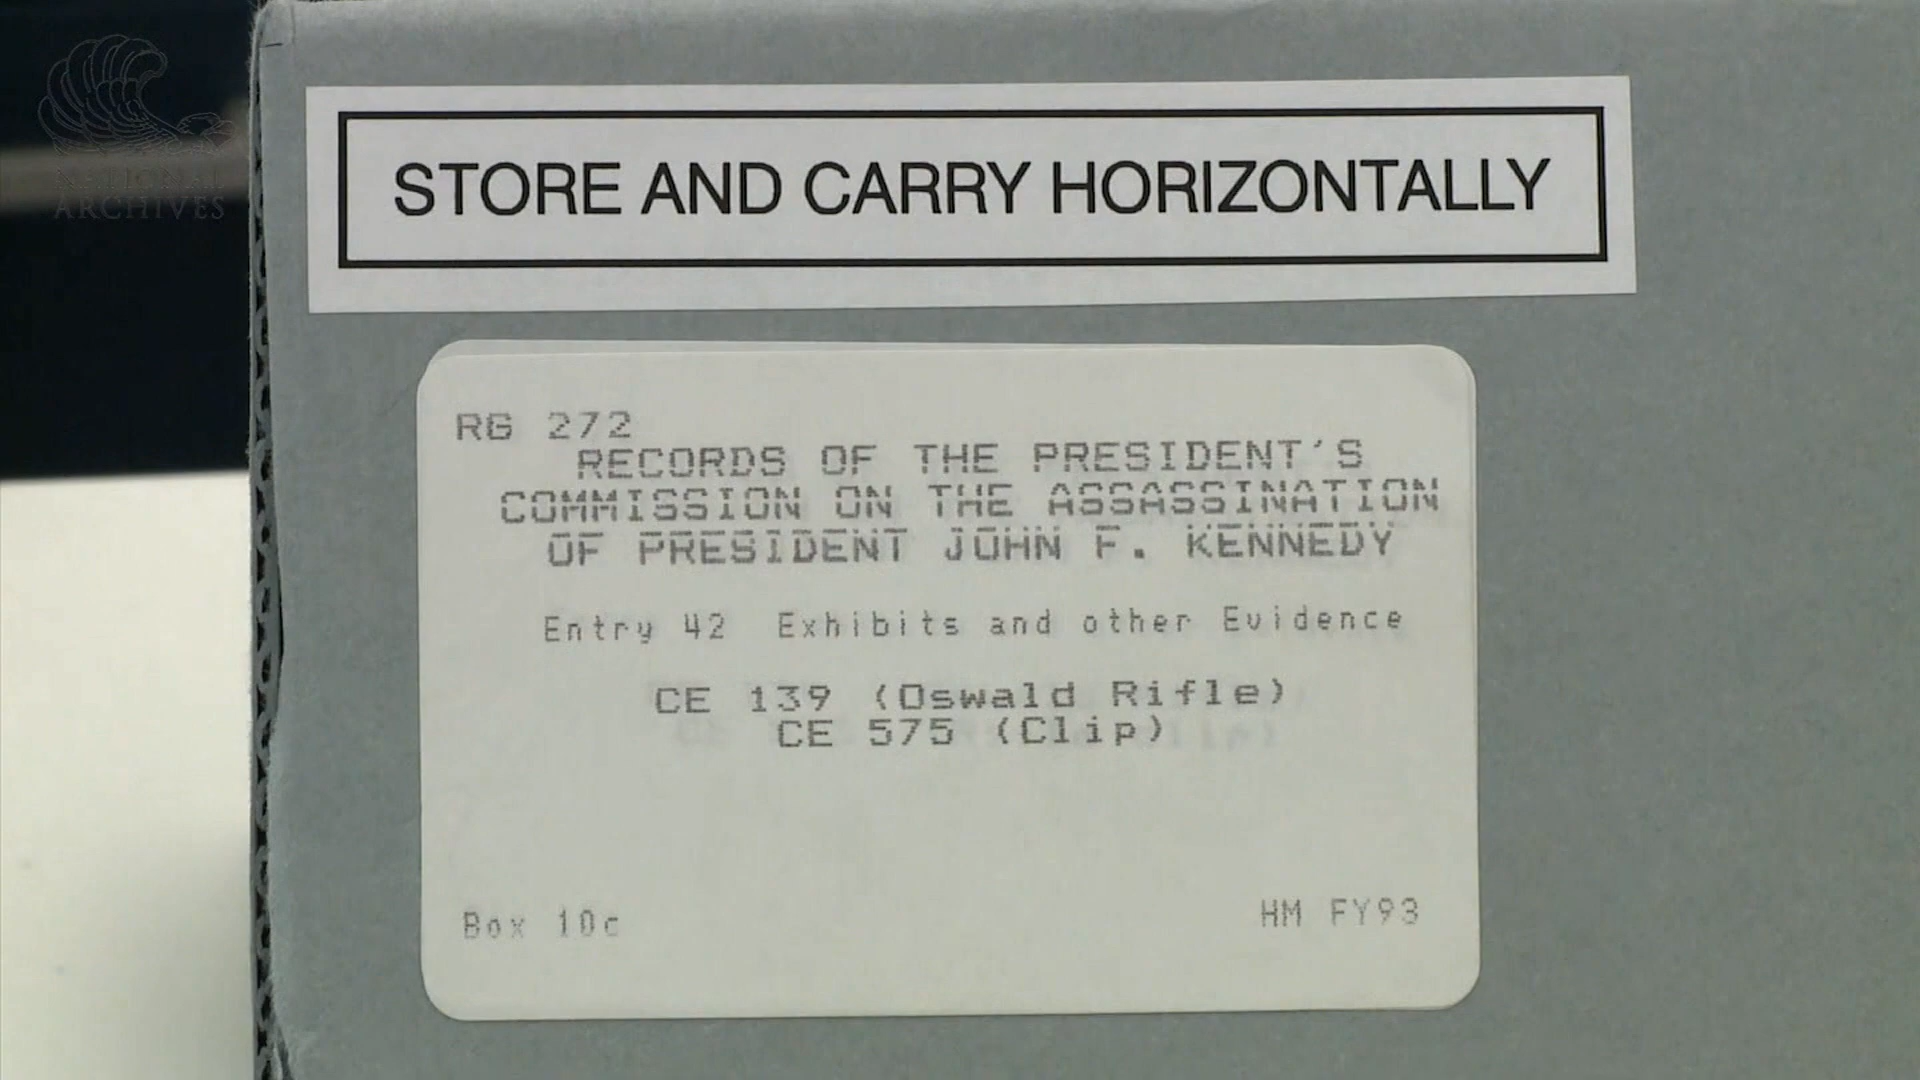 NATIONAL
ARCHIVES
STORE AND CARRY HORIZONTALLY
RG 272
RECORDS OF THE PRESIDENT'S
COMMISSION ON THE ASSASSINATION
OF PRESIDENT JOHN F. KENNEDY
Entry 42 Exhibits and other Evidence
CE 139 (Oswald Rifle)
CE 575 (Clip)
Box 10c
HM FY93